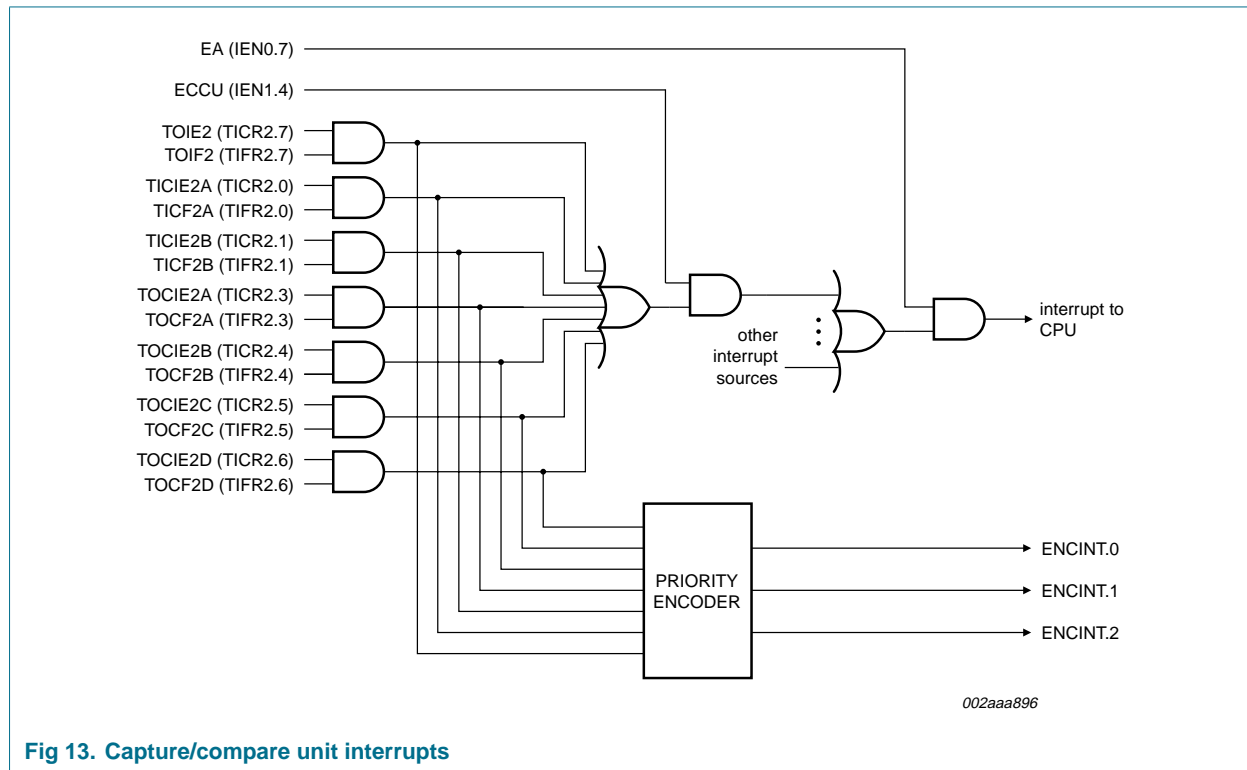 EA (IEN0.7)
ECCU (IEN1.4)
TOIE2 (TICR2.7)
TOIF2 (TIFR2.7)
TICIE2A (TICR2.0)
TICF2A (TIFR2.0)
TICIE2B (TICR2.1)
TICF2B (TIFR2.1)
TOCIE2A (TICR2.3)
TOCF2A (TIFR2.3)
TOCIE2B (TICR2.4)
TOCF2B (TIFR2.4)
TOCIE2C (TICR2.5)
TOCF2C (TIFR2.5)
TOCIE2D (TICR2.6)
TOCF2D (TIFR2.6)
other
interrupt
sources
interrupt to
CPU
PRIORITY
ENCODER
ENCINT.0
ENCINT.1
ENCINT.2
002aaa896
Fig 13. Capture/compare unit interrupts